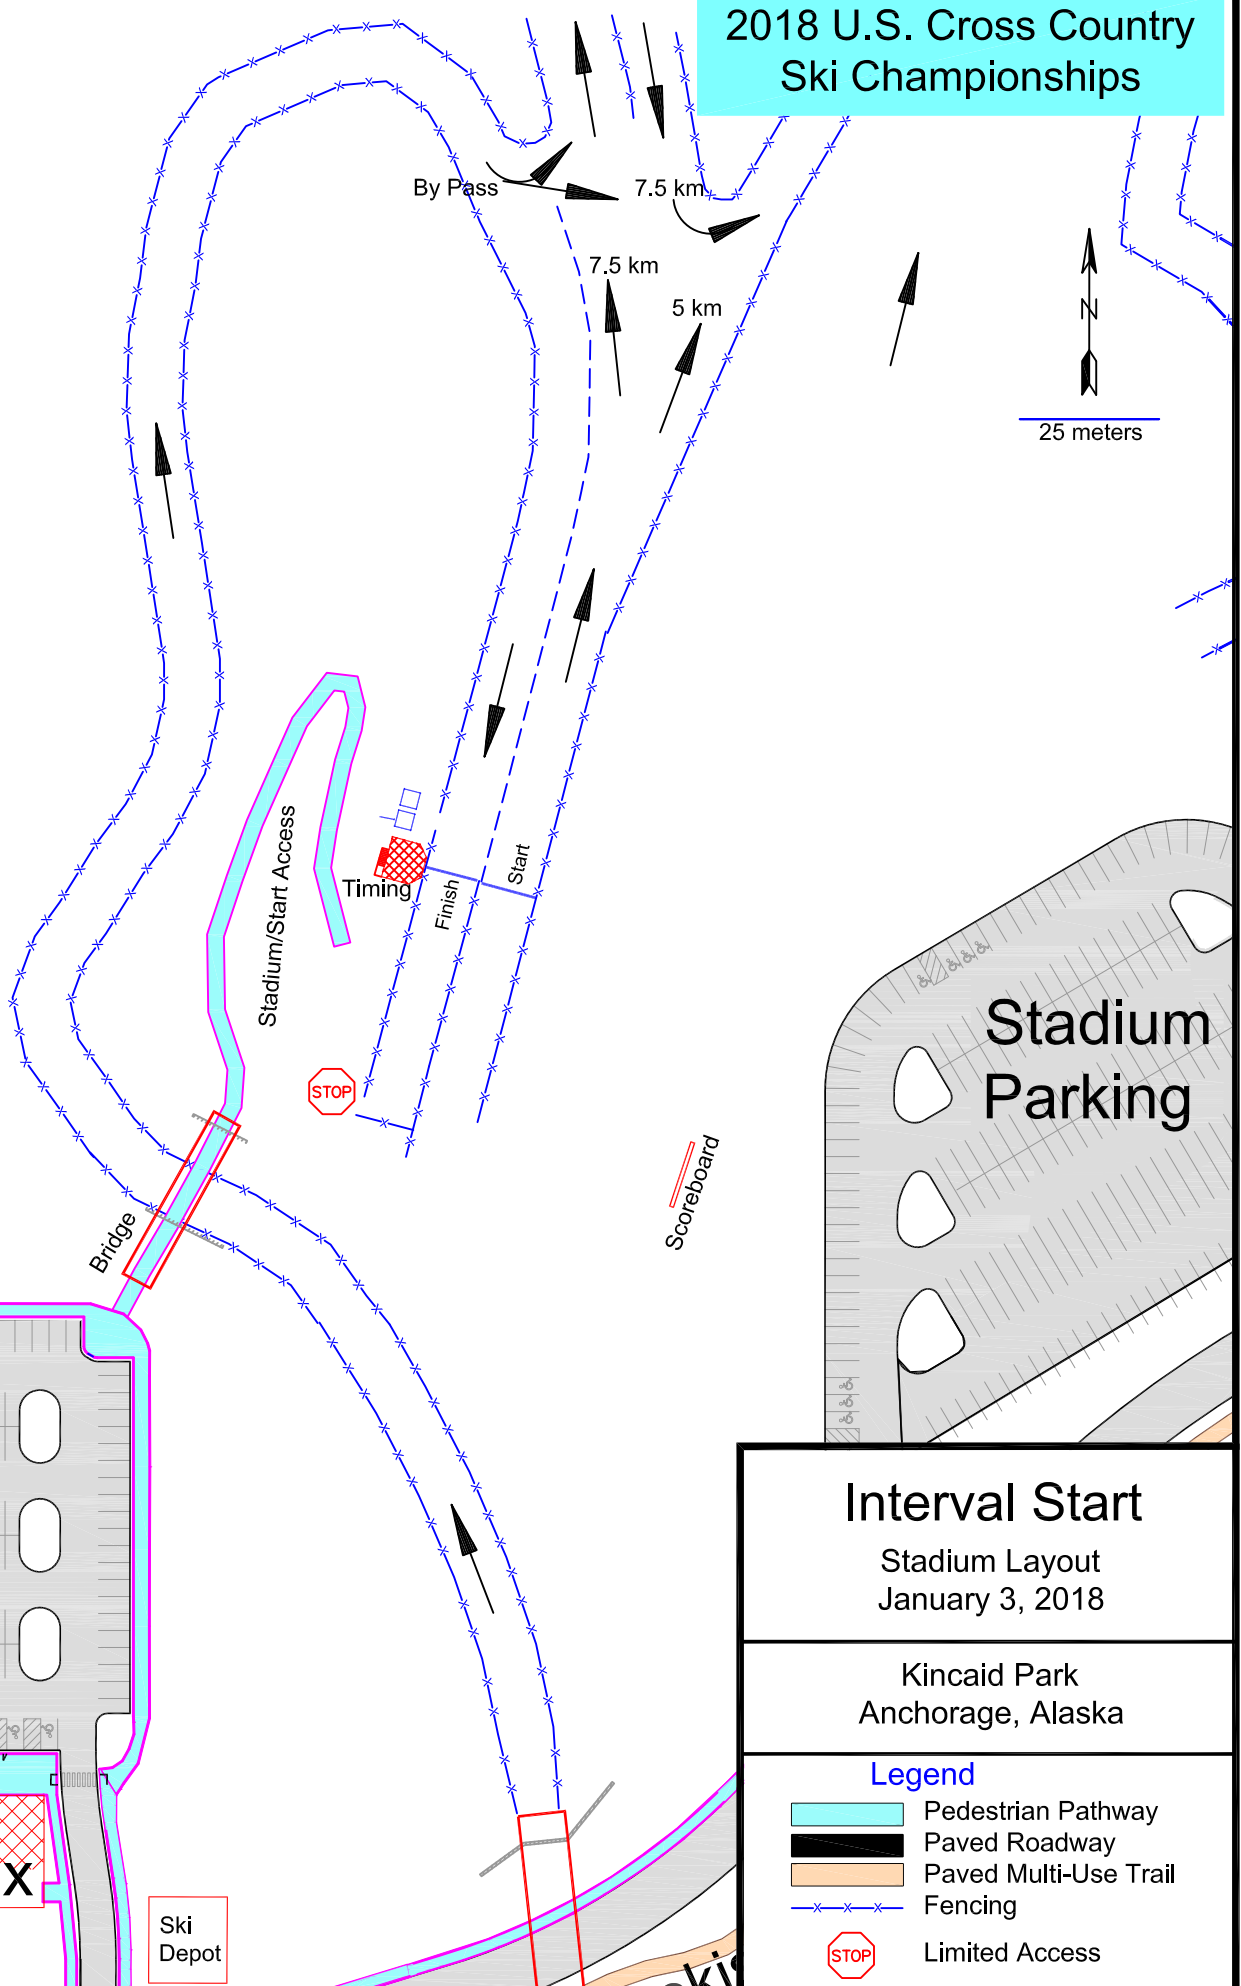 2018 U.S. Cross Country
Ski Championships
By Pass
7.5 km
7.5 km
5 km
N
25 meters
Stadium/Start Access
Timing
Finish
Start
Stadium
Parking
STOP
Scoreboard
Bridge
Interval Start
Stadium Layout
January 3, 2018
Kincaid Park
Anchorage, Alaska
Legend
Pedestrian Pathway
Paved Roadway
Paved Multi-Use Trail
Fencing
STOP
Limited Access
x
Ski
Depot